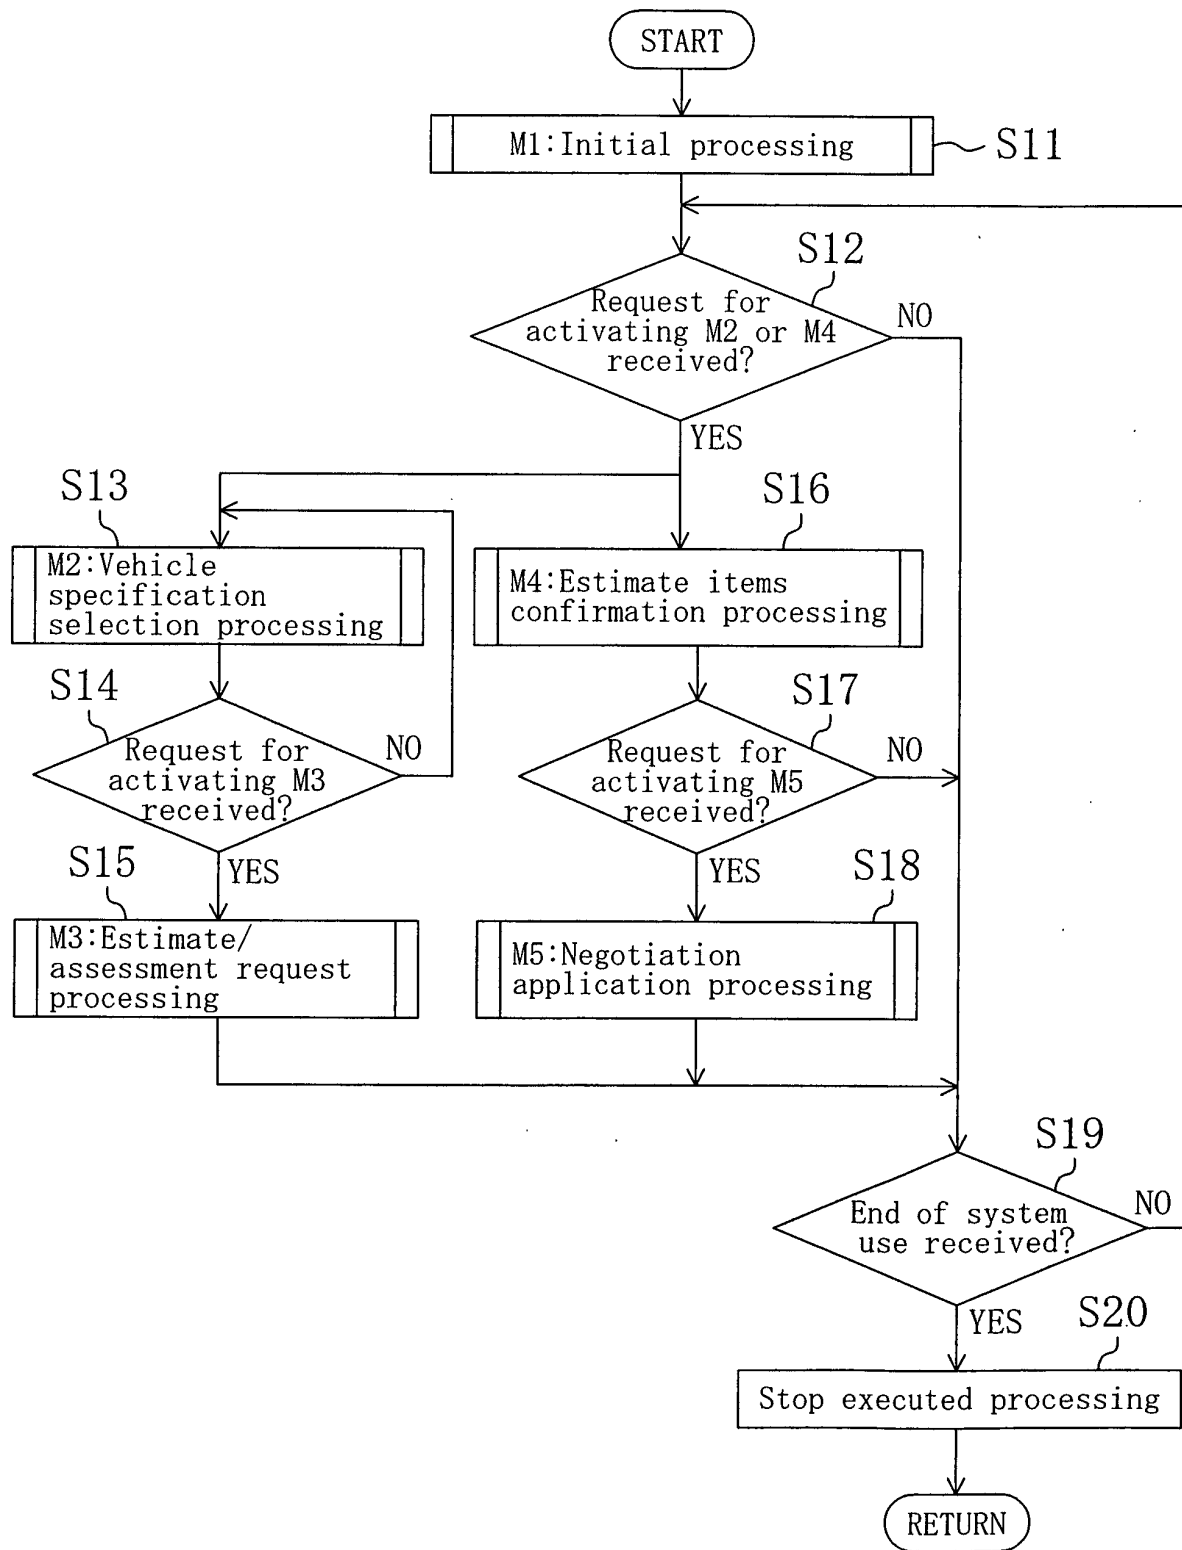 START
M1:Initial processing
S11
S12
Request for
activating M2 or M4
received?
NO
YES
S13
M2:Vehicle
specification
selection processing
S16
M4:Estimate items
confirmation processing
S14
Request for
activating M3
received?
NO
YES
S17
Request for
activating M5
received?
NO
YES
S15
M3:Estimate/
assessment request
processing
S18
M5:Negotiation
application processing
S19
End of system
use received?
NO
YES
S20
Stop executed processing
RETURN